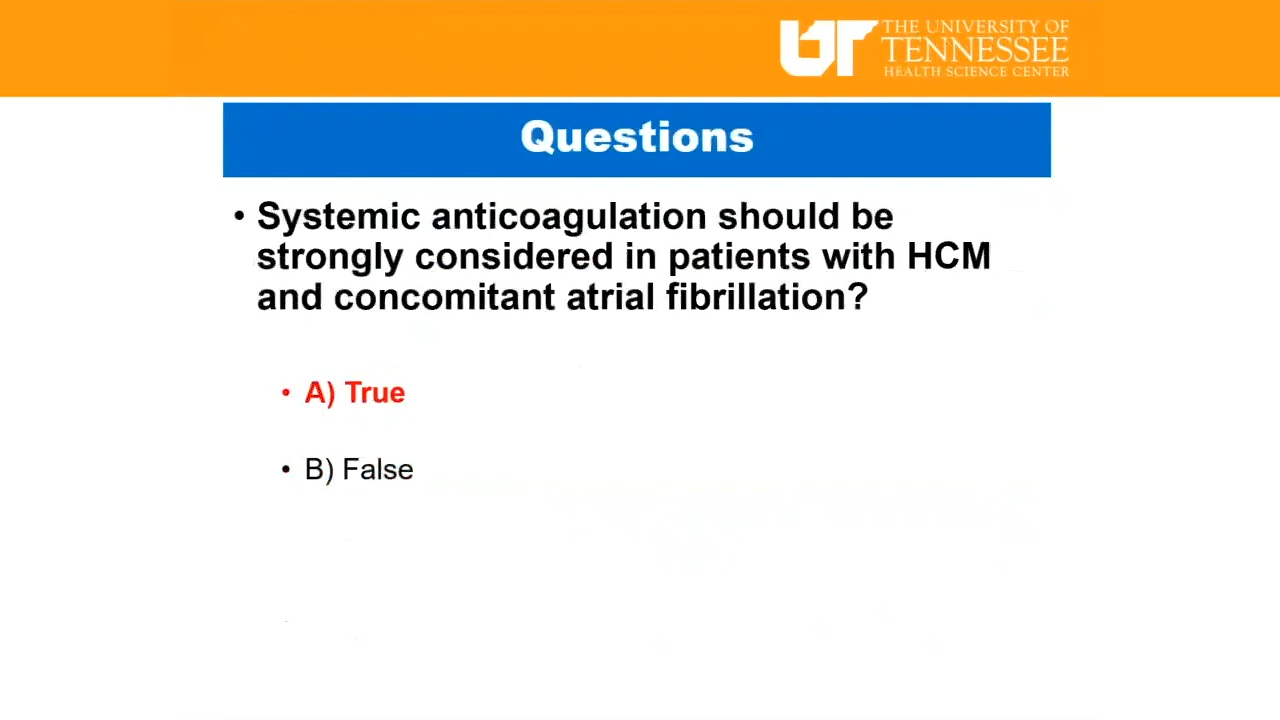 UT
THE UNIVERSITY OF
TENNESSEE
HEALTH SCIENCE CENTER
Questions
• Systemic anticoagulation should be
strongly considered in patients with HCM
and concomitant atrial fibrillation?
• A) True
• B) False